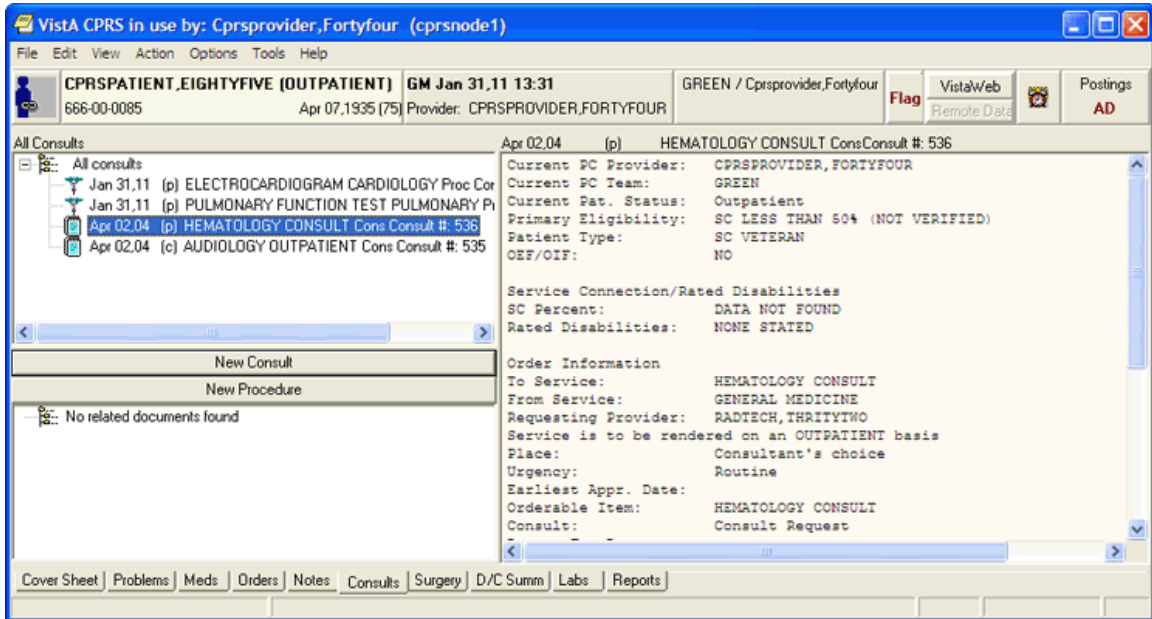 VistA CPRS in use by: Cprsprovider,Fortyfour (cprsnode1)
File Edit View Action Options Tools Help
CPRSPATIENT,EIGHTYFIVE (OUTPATIENT)
666-00-0085 Apr 07,1935 (75)
GM Jan 31,11 13:31
Provider: CPRSPROVIDER,FORTYFOUR
GREEN / Cprsprovider,Fortyfour
Flag
VistaWeb
Remote Data
Postings
AD
All Consults
All consults
Jan 31,11 (p) ELECTROCARDIOGRAM CARDIOLOGY Proc Con
Jan 31,11 (p) PULMONARY FUNCTION TEST PULMONARY
Apr 02,04 (p) HEMATOLOGY CONSULT Cons Consult #: 536
Apr 02,04 (c) AUDIOLOGY OUTPATIENT Cons Consult #: 535
New Consult
New Procedure
No related documents found
Apr 02,04 (p) HEMATOLOGY CONSULT ConsConsult #: 536
Current PC Provider: CPRSPROVIDER,FORTYFOUR
Current PC Team: GREEN
Current Pat. Status: Outpatient
Primary Eligibility: SC LESS THAN 50% (NOT VERIFIED)
Patient Type: SC VETERAN
OEF/OIF: NO
Service Connection/Rated Disabilities
SC Percent: DATA NOT FOUND
Rated Disabilities: NONE STATED
Order Information
To Service: HEMATOLOGY CONSULT
From Service: GENERAL MEDICINE
Requesting Provider: RADTECH,THRITYTWO
Service is to be rendered on an OUTPATIENT basis
Place: Consultant's choice
Urgency: Routine
Earliest Appr. Date:
Orderable Item: HEMATOLOGY CONSULT
Consult: Consult Request
Cover Sheet Problems Meds Orders Notes Consults Surgery D/C Summ Labs Reports